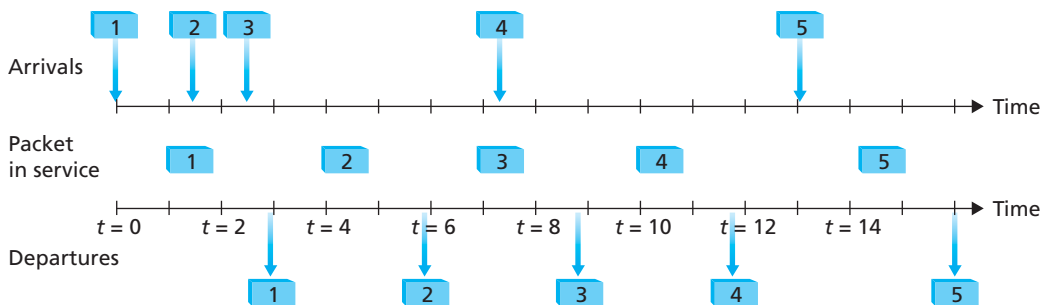 1 2 3 4 5
Arrivals
Time
Packet
in service
1 2 3 4 5
Time
t = 0 t = 2 t = 4 t = 6 t = 8 t = 10 t = 12 t = 14
Departures
1 2 3 4 5